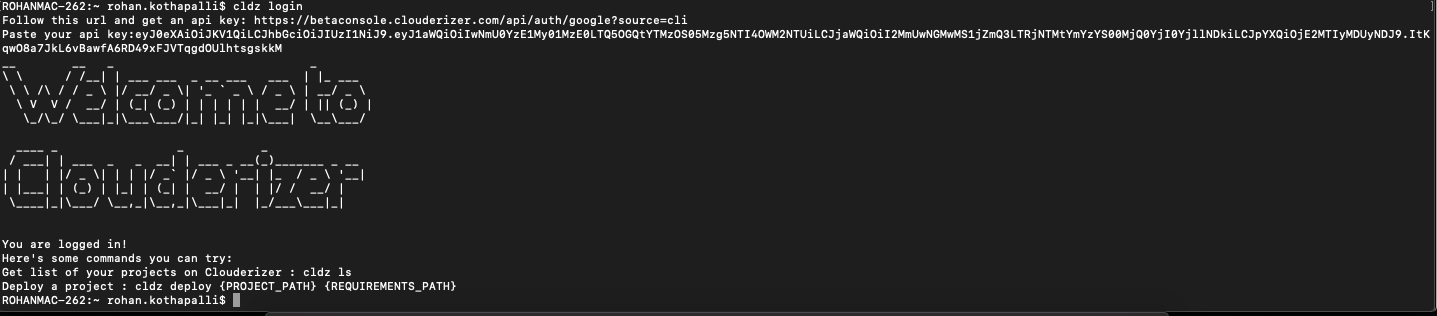 ROHANMAC-262:~ rohan.kothapalli$ cldz login
Follow this url and get an api key: https://betaconsole.clouderizer.com/api/auth/google?source=cli
Paste your api key:eyJ0eXAiOiJKV1QiLCJhbGciOiJIUzI1NiJ9.eyJ1aWQiOiIwNmU0YzE1My01MzE0LTQ5OGQtYTMzOS05Mzg5NTI4OWM2NTUiLCJjaWQiOiI2MmUwNGMwMS1jZmQ3LTRjNTMtYmYzYS00MjQ0YjI0YjllNDkiLCJpYXQiOjE2MTIyMDUyNDJ9.ItK
qwO8a7JkL6vBawfA6RD49xFJVTqgdOUlhtsgskkM
Welcome to
Clouderizer
You are logged in!
Here's some commands you can try:
Get list of your projects on Clouderizer : cldz ls
Deploy a project : cldz deploy {PROJECT_PATH} {REQUIREMENTS_PATH}
ROHANMAC-262:~ rohan.kothapalli$